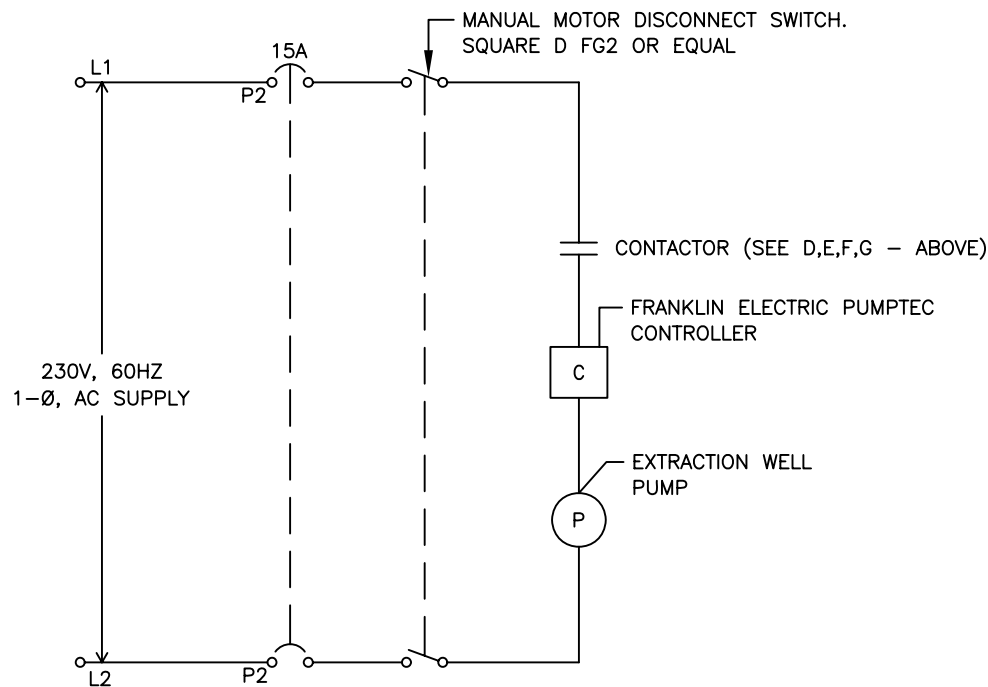 MANUAL MOTOR DISCONNECT SWITCH.
SQUARE D FG2 OR EQUAL
15A
L1
P2
CONTACTOR (SEE D,E,F,G – ABOVE)
FRANKLIN ELECTRIC PUMPTEC
CONTROLLER
C
230V, 60HZ
1–Ø, AC SUPPLY
EXTRACTION WELL
PUMP
P
L2
P2